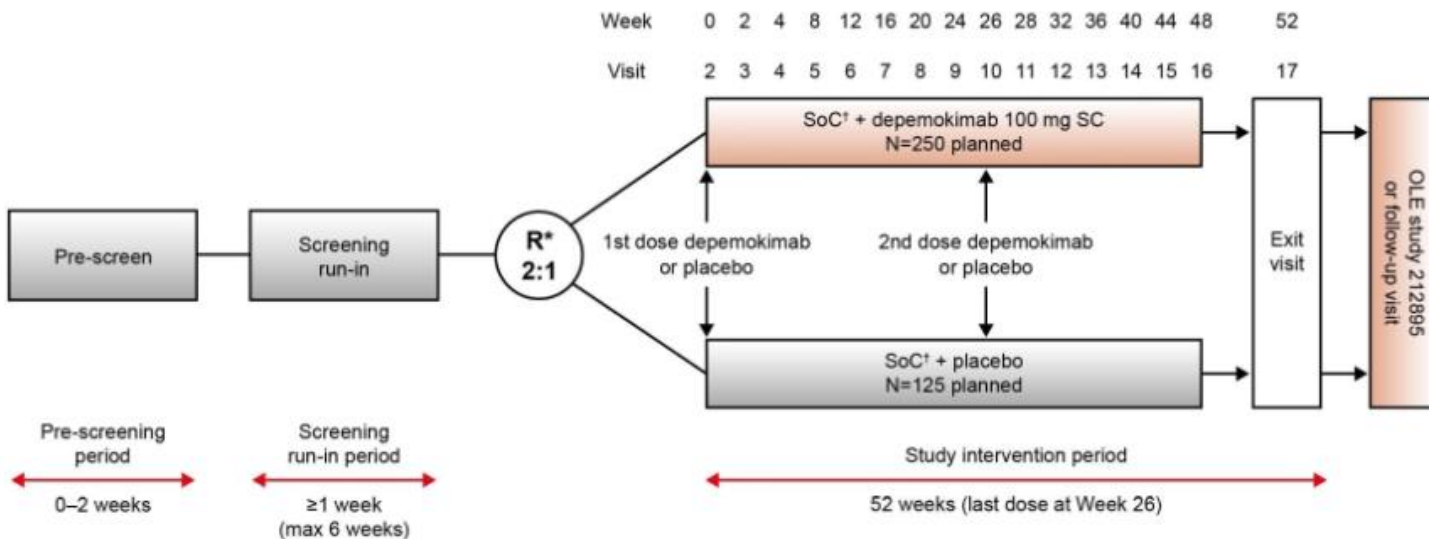 Week 0 2 4 8 12 16 20 24 26 28 32 36 40 44 48 52
Visit 2 3 4 5 6 7 8 9 10 11 12 13 14 15 16 17
SoC† + depemokimab 100 mg SC
N=250 planned
Pre-screen
Screening
run-in
R*
2:1
1st dose depemokimab
or placebo
2nd dose depemokimab
or placebo
Exit
visit
OLE study 212895
or follow-up visit
SoC† + placebo
N=125 planned
Pre-screening
period
0–2 weeks
Screening
run-in period
≥1 week
(max 6 weeks)
Study intervention period
52 weeks (last dose at Week 26)